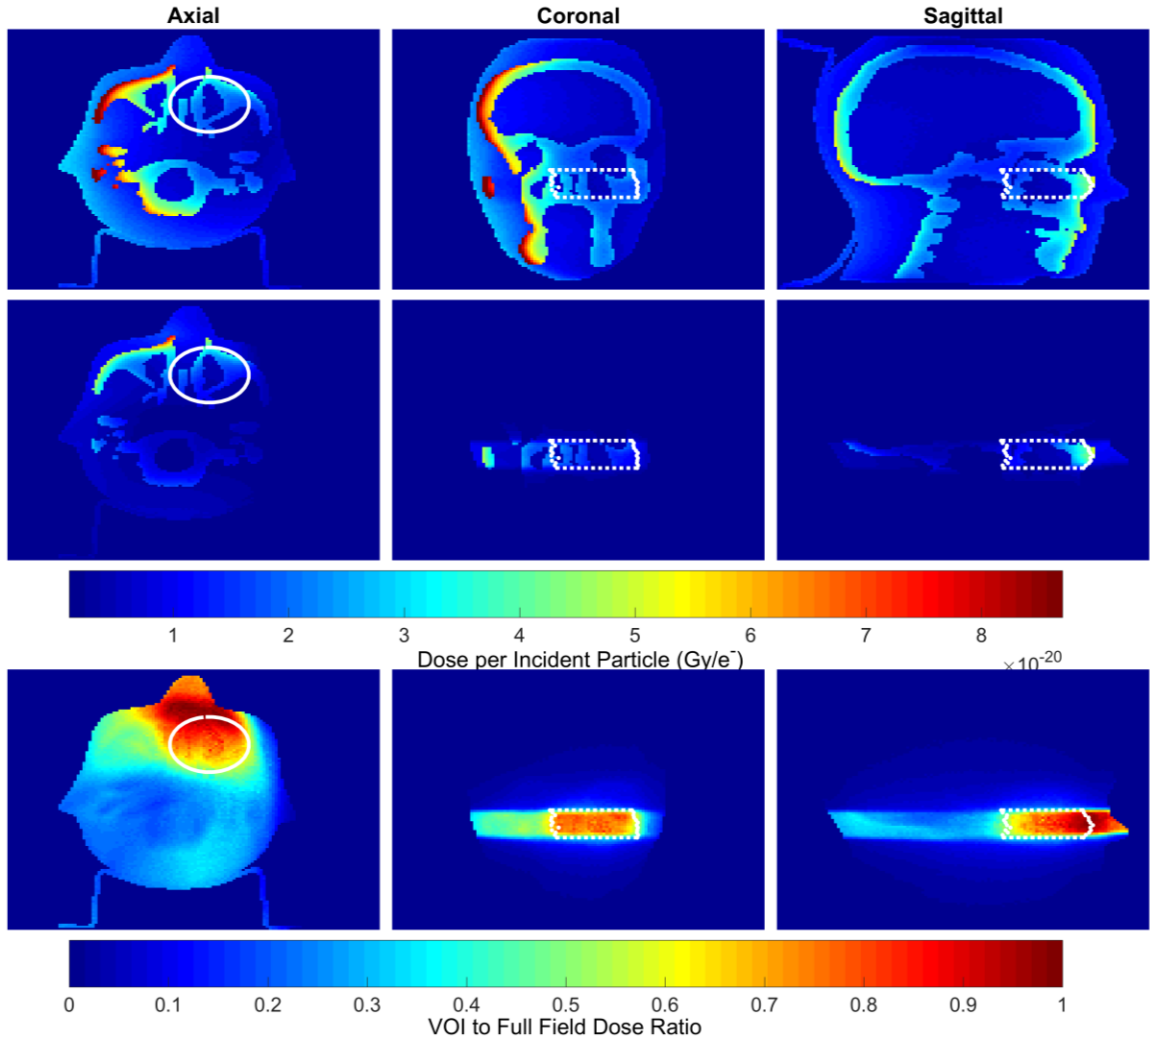 Axial Coronal Sagittal
1 2 3 4 5 6 7 8
Dose per Incident Particle (Gy/e⁻)
×10⁻²⁰
0 0.1 0.2 0.3 0.4 0.5 0.6 0.7 0.8 0.9 1
VOI to Full Field Dose Ratio